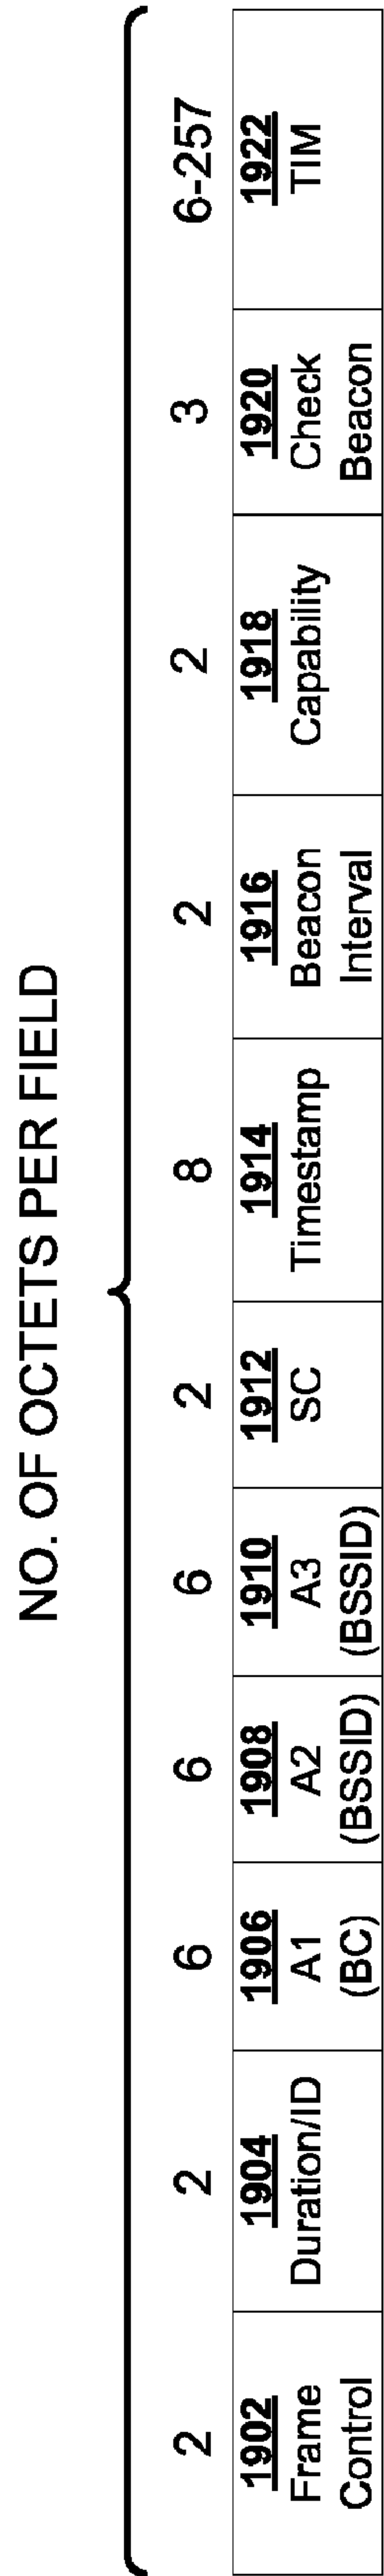 NO. OF OCTETS PER FIELD
2 2 6 6 6 2 8 2 2 3 6-257
1902
Frame
Control
1904
Duration/ID
1906
A1
(BC)
1908
A2
(BSSID)
1910
A3
(BSSID)
1912
SC
1914
Timestamp
1916
Beacon
Interval
1918
Capability
1920
Check
Beacon
1922
TIM